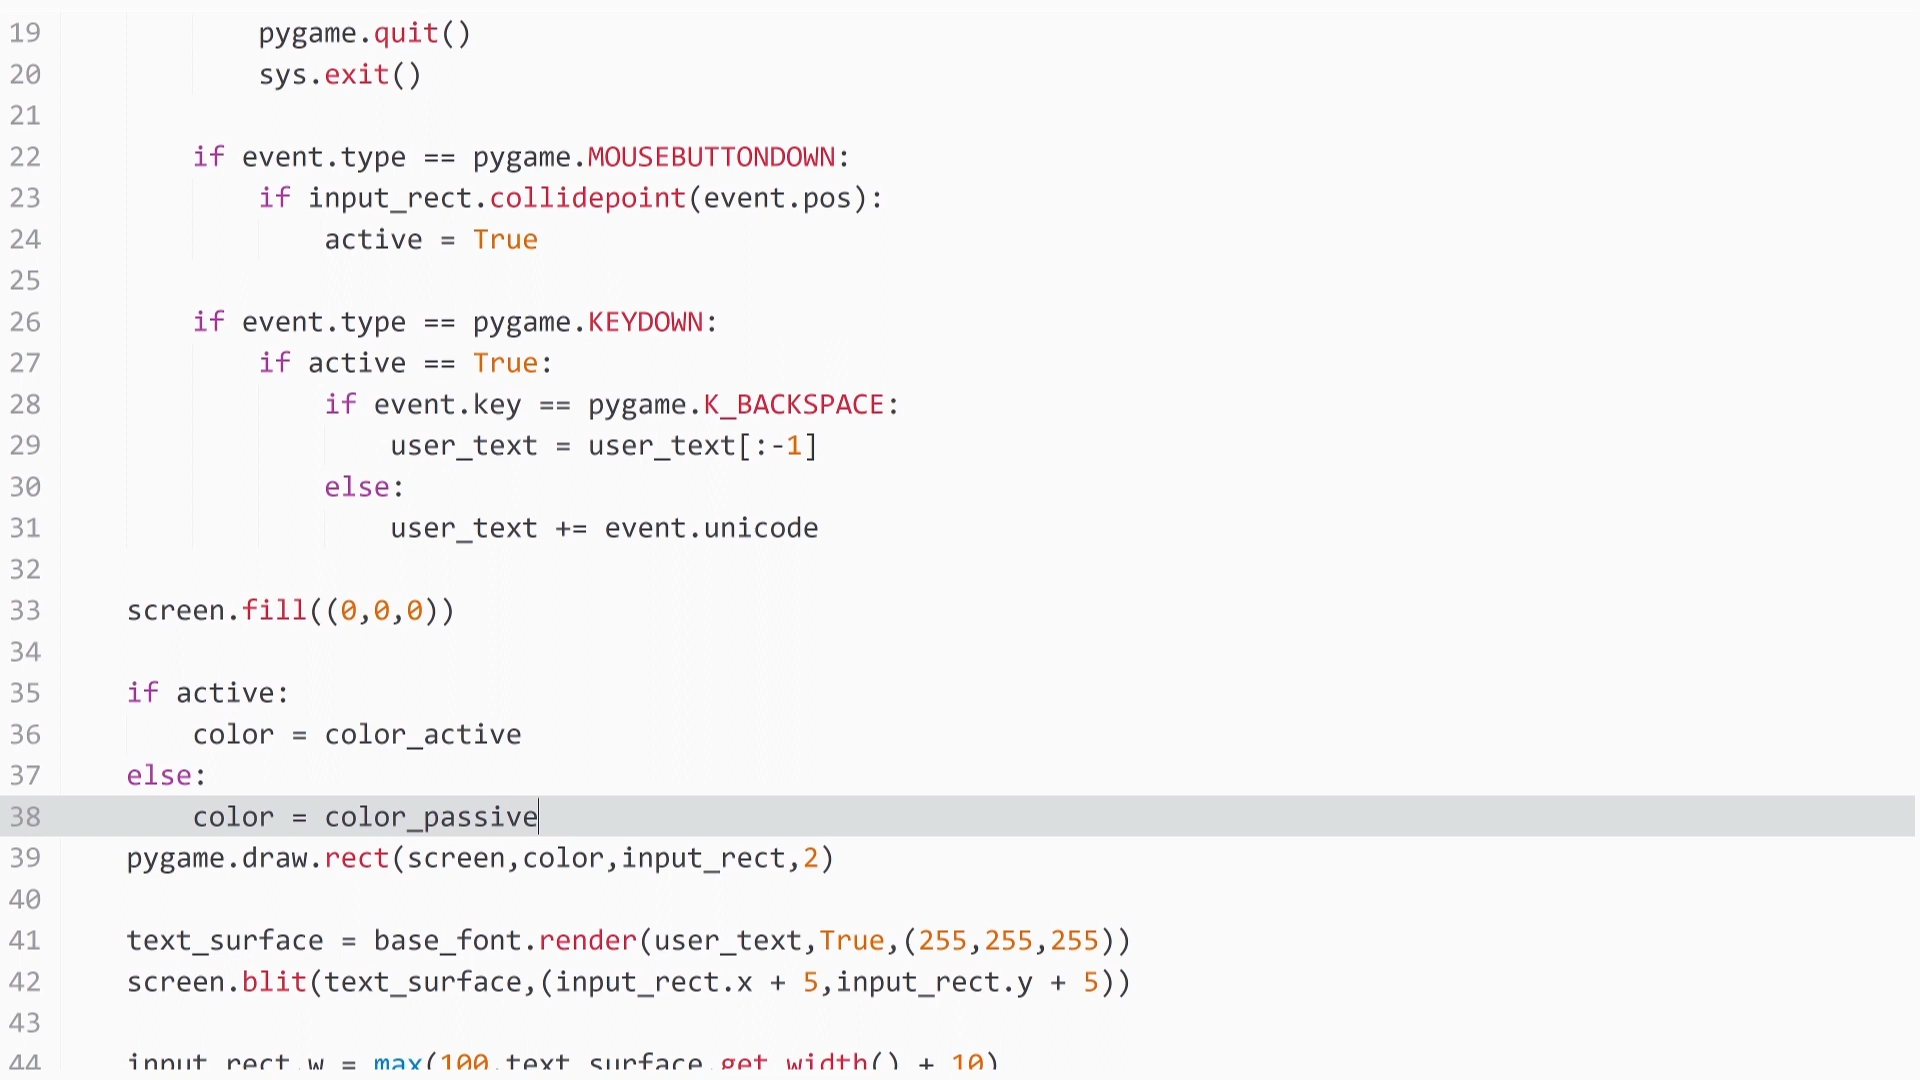 19 pygame.quit()
20 sys.exit()
21
22 if event.type == pygame.MOUSEBUTTONDOWN:
23 if input_rect.collidepoint(event.pos):
24 active = True
25
26 if event.type == pygame.KEYDOWN:
27 if active == True:
28 if event.key == pygame.K_BACKSPACE:
29 user_text = user_text[:-1]
30 else:
31 user_text += event.unicode
32
33 screen.fill((0,0,0))
34
35 if active:
36 color = color_active
37 else:
38 color = color_passive
39 pygame.draw.rect(screen,color,input_rect,2)
40
41 text_surface = base_font.render(user_text,True,(255,255,255))
42 screen.blit(text_surface,(input_rect.x + 5,input_rect.y + 5))
43
44 input_rect.w = max(100,text_surface.get_width() + 10)